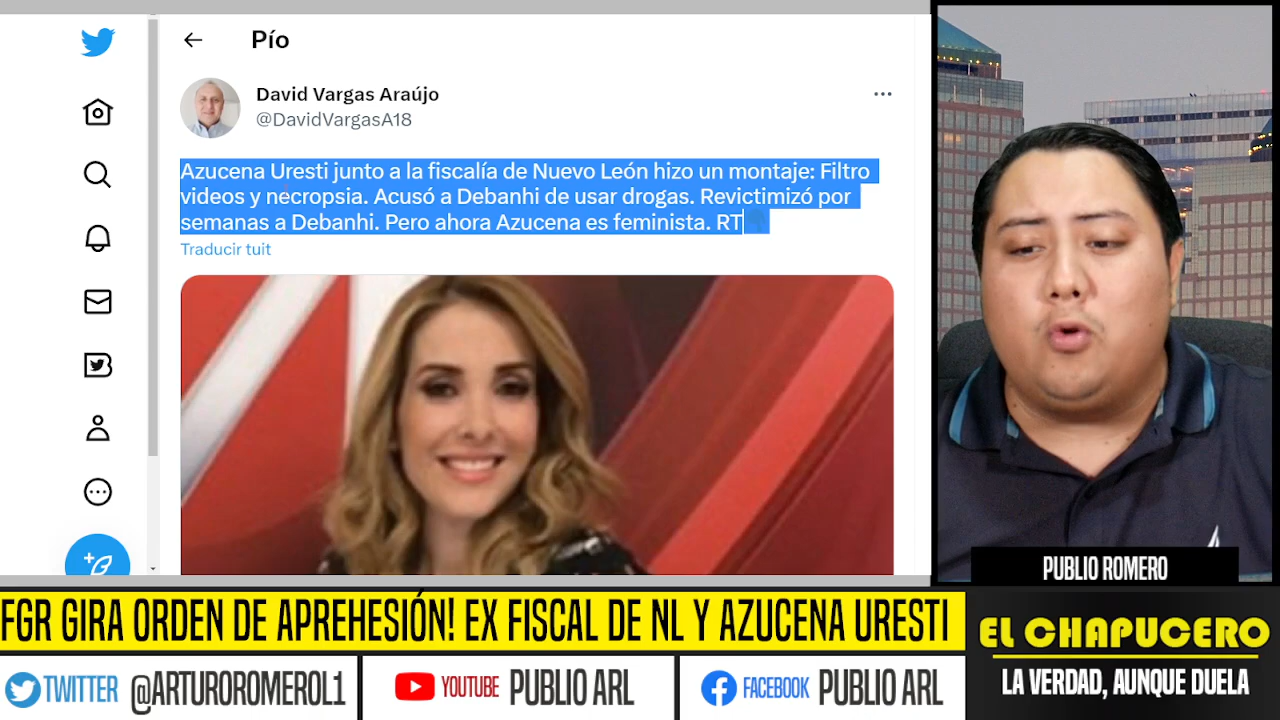 Pío
David Vargas Araújo
@DavidVargasA18
Azucena Uresti junto a la fiscalía de Nuevo León hizo un montaje: Filtro
videos y necropsia. Acusó a Debanhi de usar drogas. Revictimizó por
semanas a Debanhi. Pero ahora Azucena es feminista. RT
Traducir tuit
PUBLIO ROMERO
FGR GIRA ORDEN DE APREHESIÓN! EX FISCAL DE NL Y AZUCENA URESTI
EL CHAPUCERO
LA VERDAD, AUNQUE DUELA
TWITTER @ARTUROROMEROL1
YOUTUBE PUBLIO ARL
FACEBOOK PUBLIO ARL